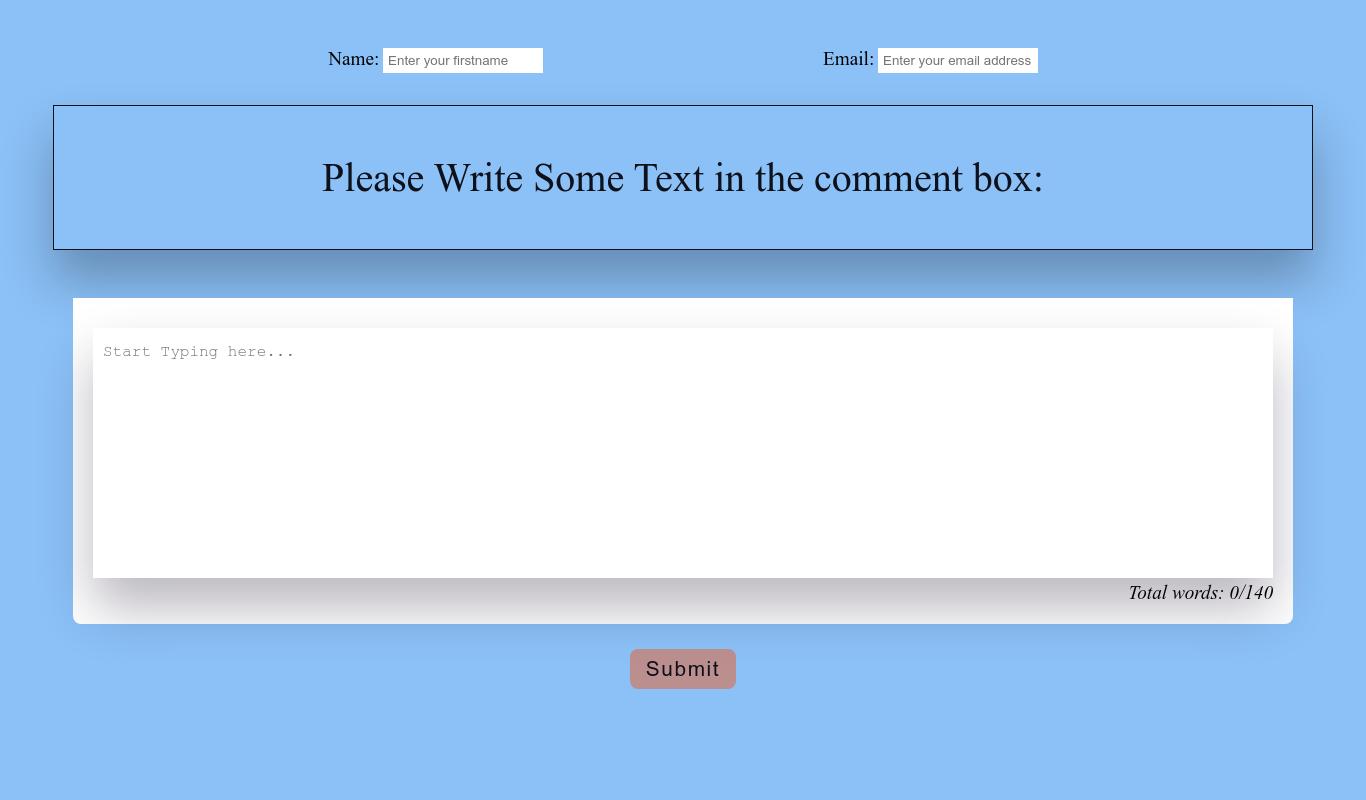 Name: Enter your firstname Email: Enter your email address
Please Write Some Text in the comment box:
Start Typing here...
Total words: 0/140
Submit